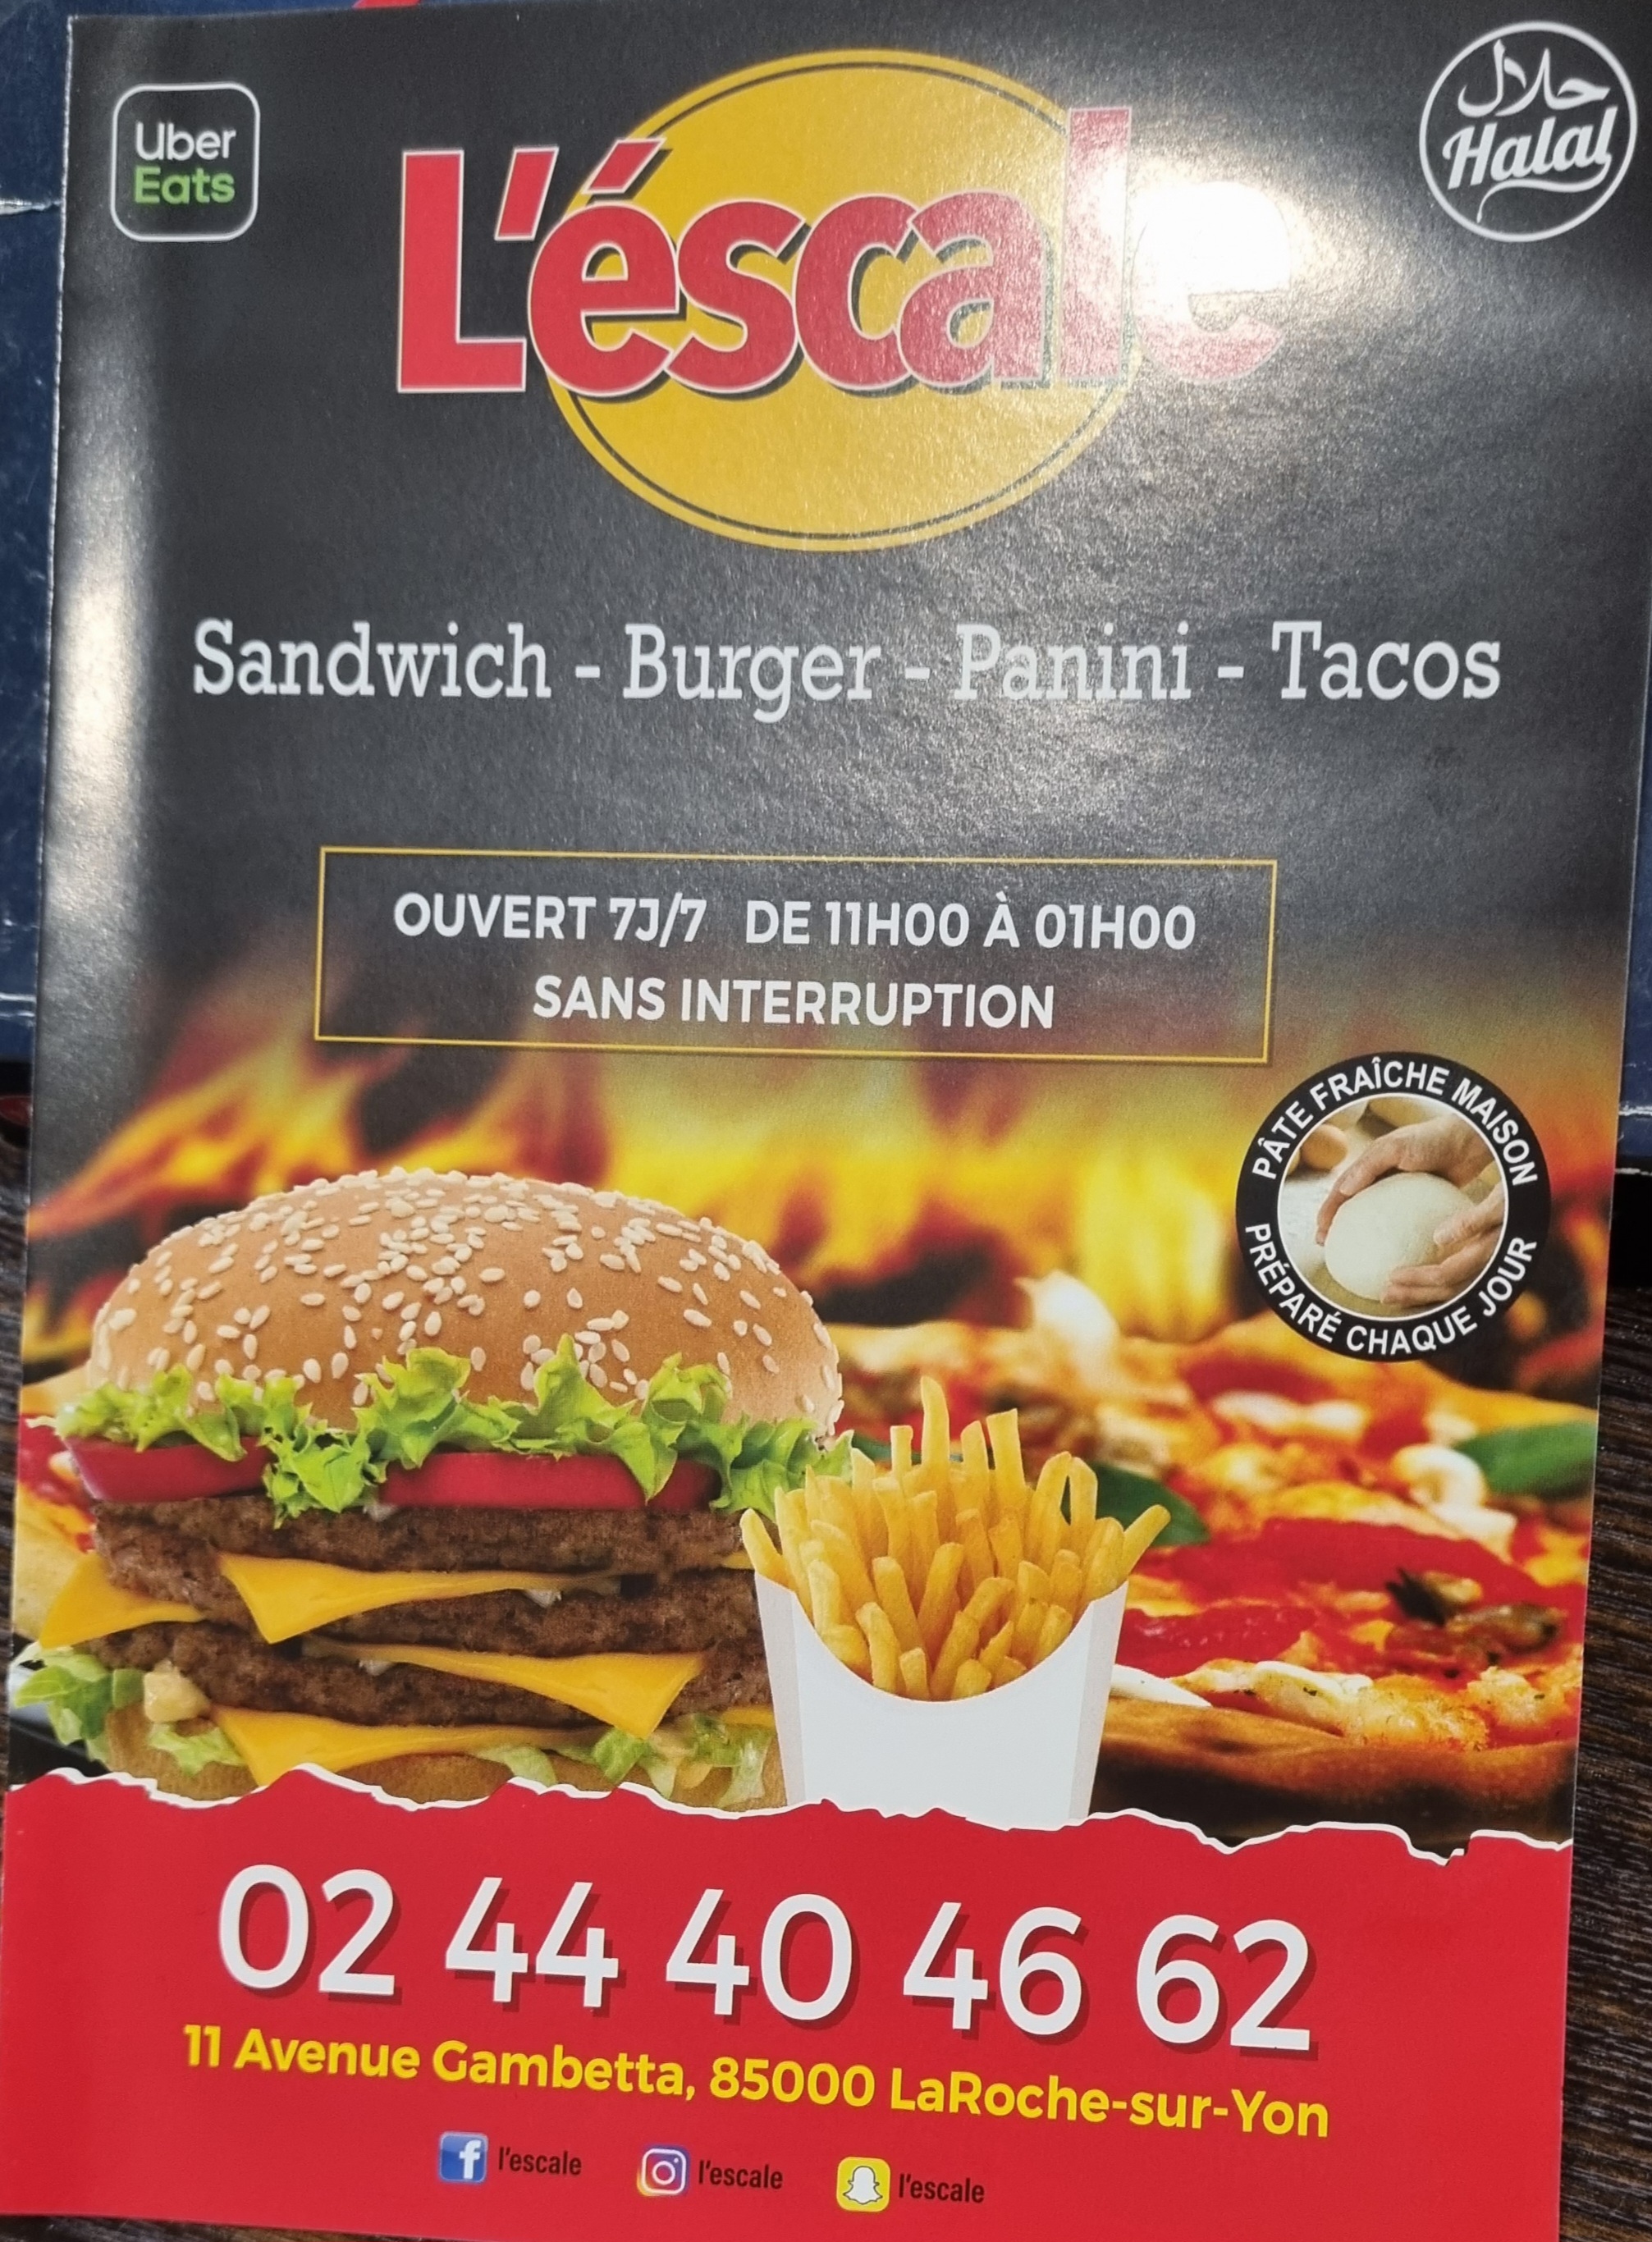 Uber
Eats
حلال
Halal
L'éscale
Sandwich - Burger - Panini - Tacos
OUVERT 7J/7 DE 11H00 À 01H00
SANS INTERRUPTION
PÂTE FRAÎCHE MAISON
PRÉPARÉ CHAQUE JOUR
02 44 40 46 62
11 Avenue Gambetta, 85000 LaRoche-sur-Yon
l'escale
l'escale
l'escale